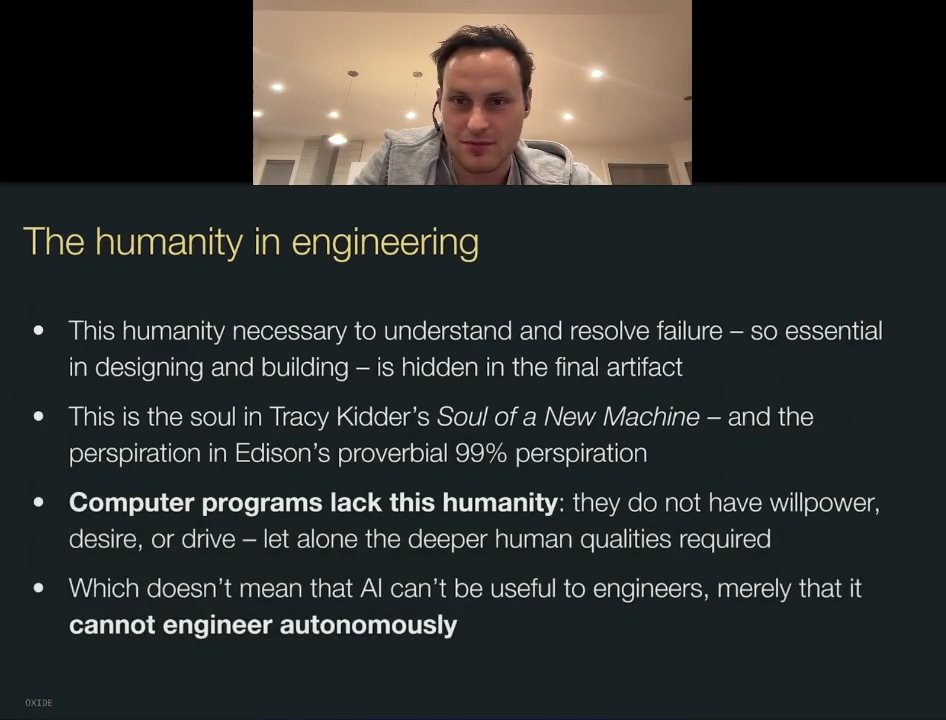 The humanity in engineering
• This humanity necessary to understand and resolve failure – so essential
in designing and building – is hidden in the final artifact
• This is the soul in Tracy Kidder’s Soul of a New Machine – and the
perspiration in Edison’s proverbial 99% perspiration
• Computer programs lack this humanity: they do not have willpower,
desire, or drive – let alone the deeper human qualities required
• Which doesn’t mean that AI can’t be useful to engineers, merely that it
cannot engineer autonomously
OXIDE